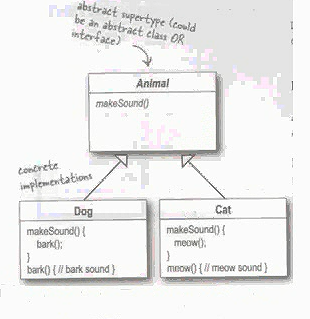 abstract supertype (could
be an abstract class OR
interface)
Animal
makeSound()
concrete
implementations
Dog
makeSound() {
bark();
}
bark() { // bark sound }
Cat
makeSound() {
meow();
}
meow() { // meow sound }